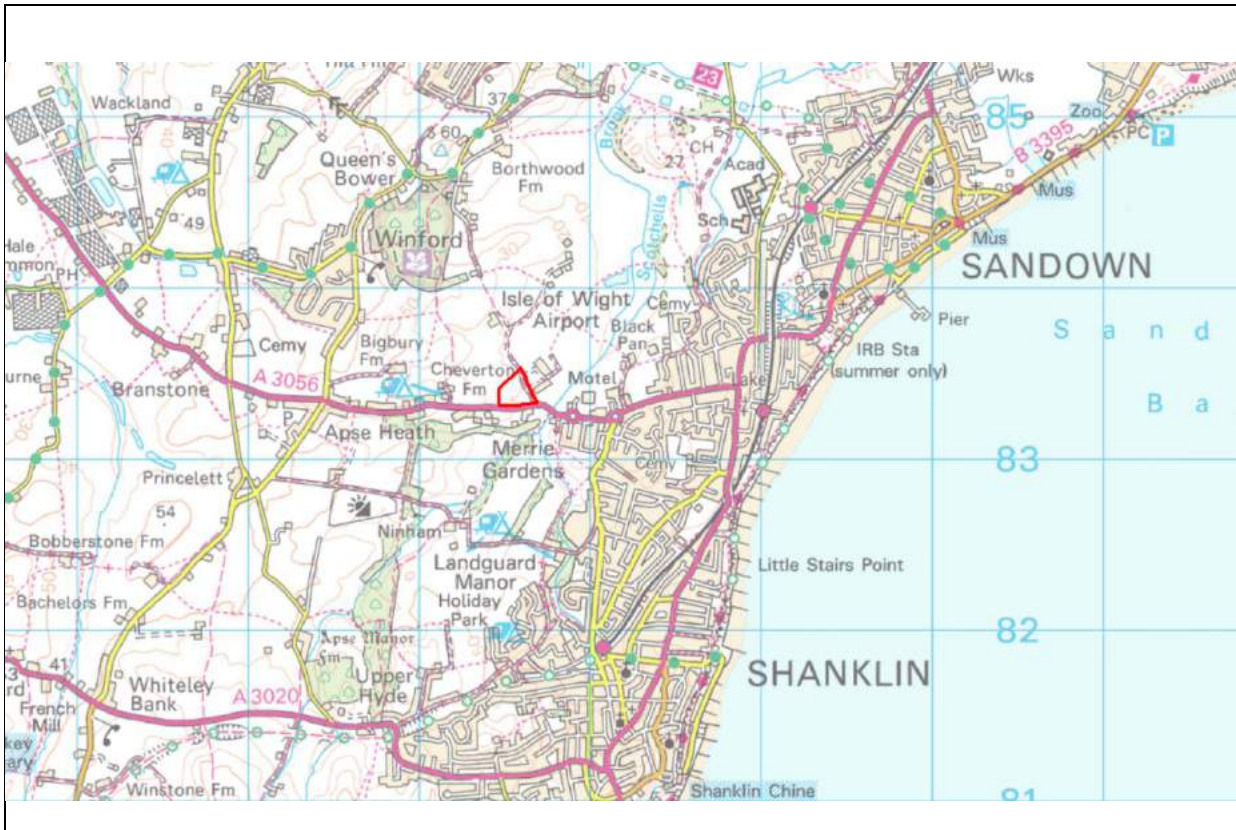 23
Wks
Wackland
37
Zoo
85
PC
P
B 3395
60
Brook
CH
27
Acad
Queen's
Bower
Borthwood
Fm
Mus
49
Sch
Mus
Winford
Scotchells
SANDOWN
PH
30
Isle of Wight
Airport
Cemy
Pier
Black
Pan
S a n d
Cemy
Bigbury
Fm
IRB Sta
(summer only)
Cheverton
Fm
Motel
Lake
Branstone
A 3056
B a
P
Apse Heath
Merrie
Gardens
83
Cemy
Princelett
54
Ninham
Bobberstone Fm
Landguard
Manor
Holiday
Park
Little Stairs Point
Bachelors Fm
82
Apse Manor
Fm
41
Upper
Hyde
SHANKLIN
Whiteley
Bank
A 3020
French
Mill
Winstone Fm
Shanklin Chine
81